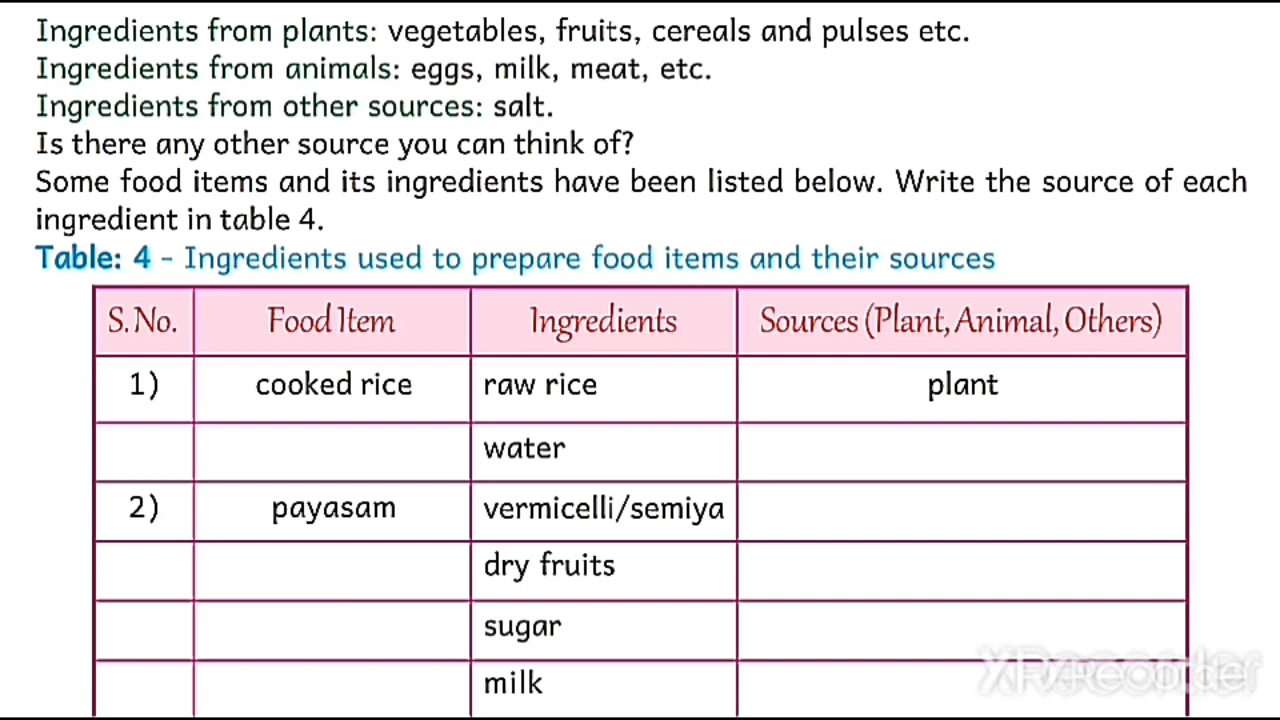 Ingredients from plants: vegetables, fruits, cereals and pulses etc.
Ingredients from animals: eggs, milk, meat, etc.
Ingredients from other sources: salt.
Is there any other source you can think of?
Some food items and its ingredients have been listed below. Write the source of each
ingredient in table 4.
Table: 4 - Ingredients used to prepare food items and their sources
S.No. Food Item Ingredients Sources (Plant, Animal, Others)
1) cooked rice raw rice plant
water
2) payasam vermicelli/semiya
dry fruits
sugar
milk